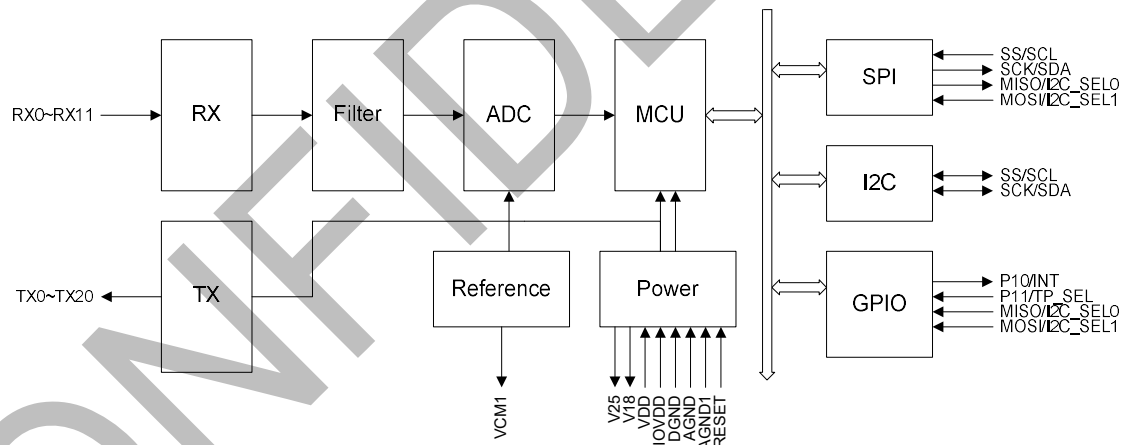 RX0~RX11
RX
Filter
ADC
MCU
SPI
SS/SCL
SCK/SDA
MISO/I2C_SEL0
MOSI/I2C_SEL1
I2C
SS/SCL
SCK/SDA
TX0~TX20
TX
Reference
Power
GPIO
P10/INT
P11/TP_SEL
MISO/I2C_SEL0
MOSI/I2C_SEL1
VCM1
V25
V18
VDD
IOVDD
DGND
AGND
AGND1
RESET